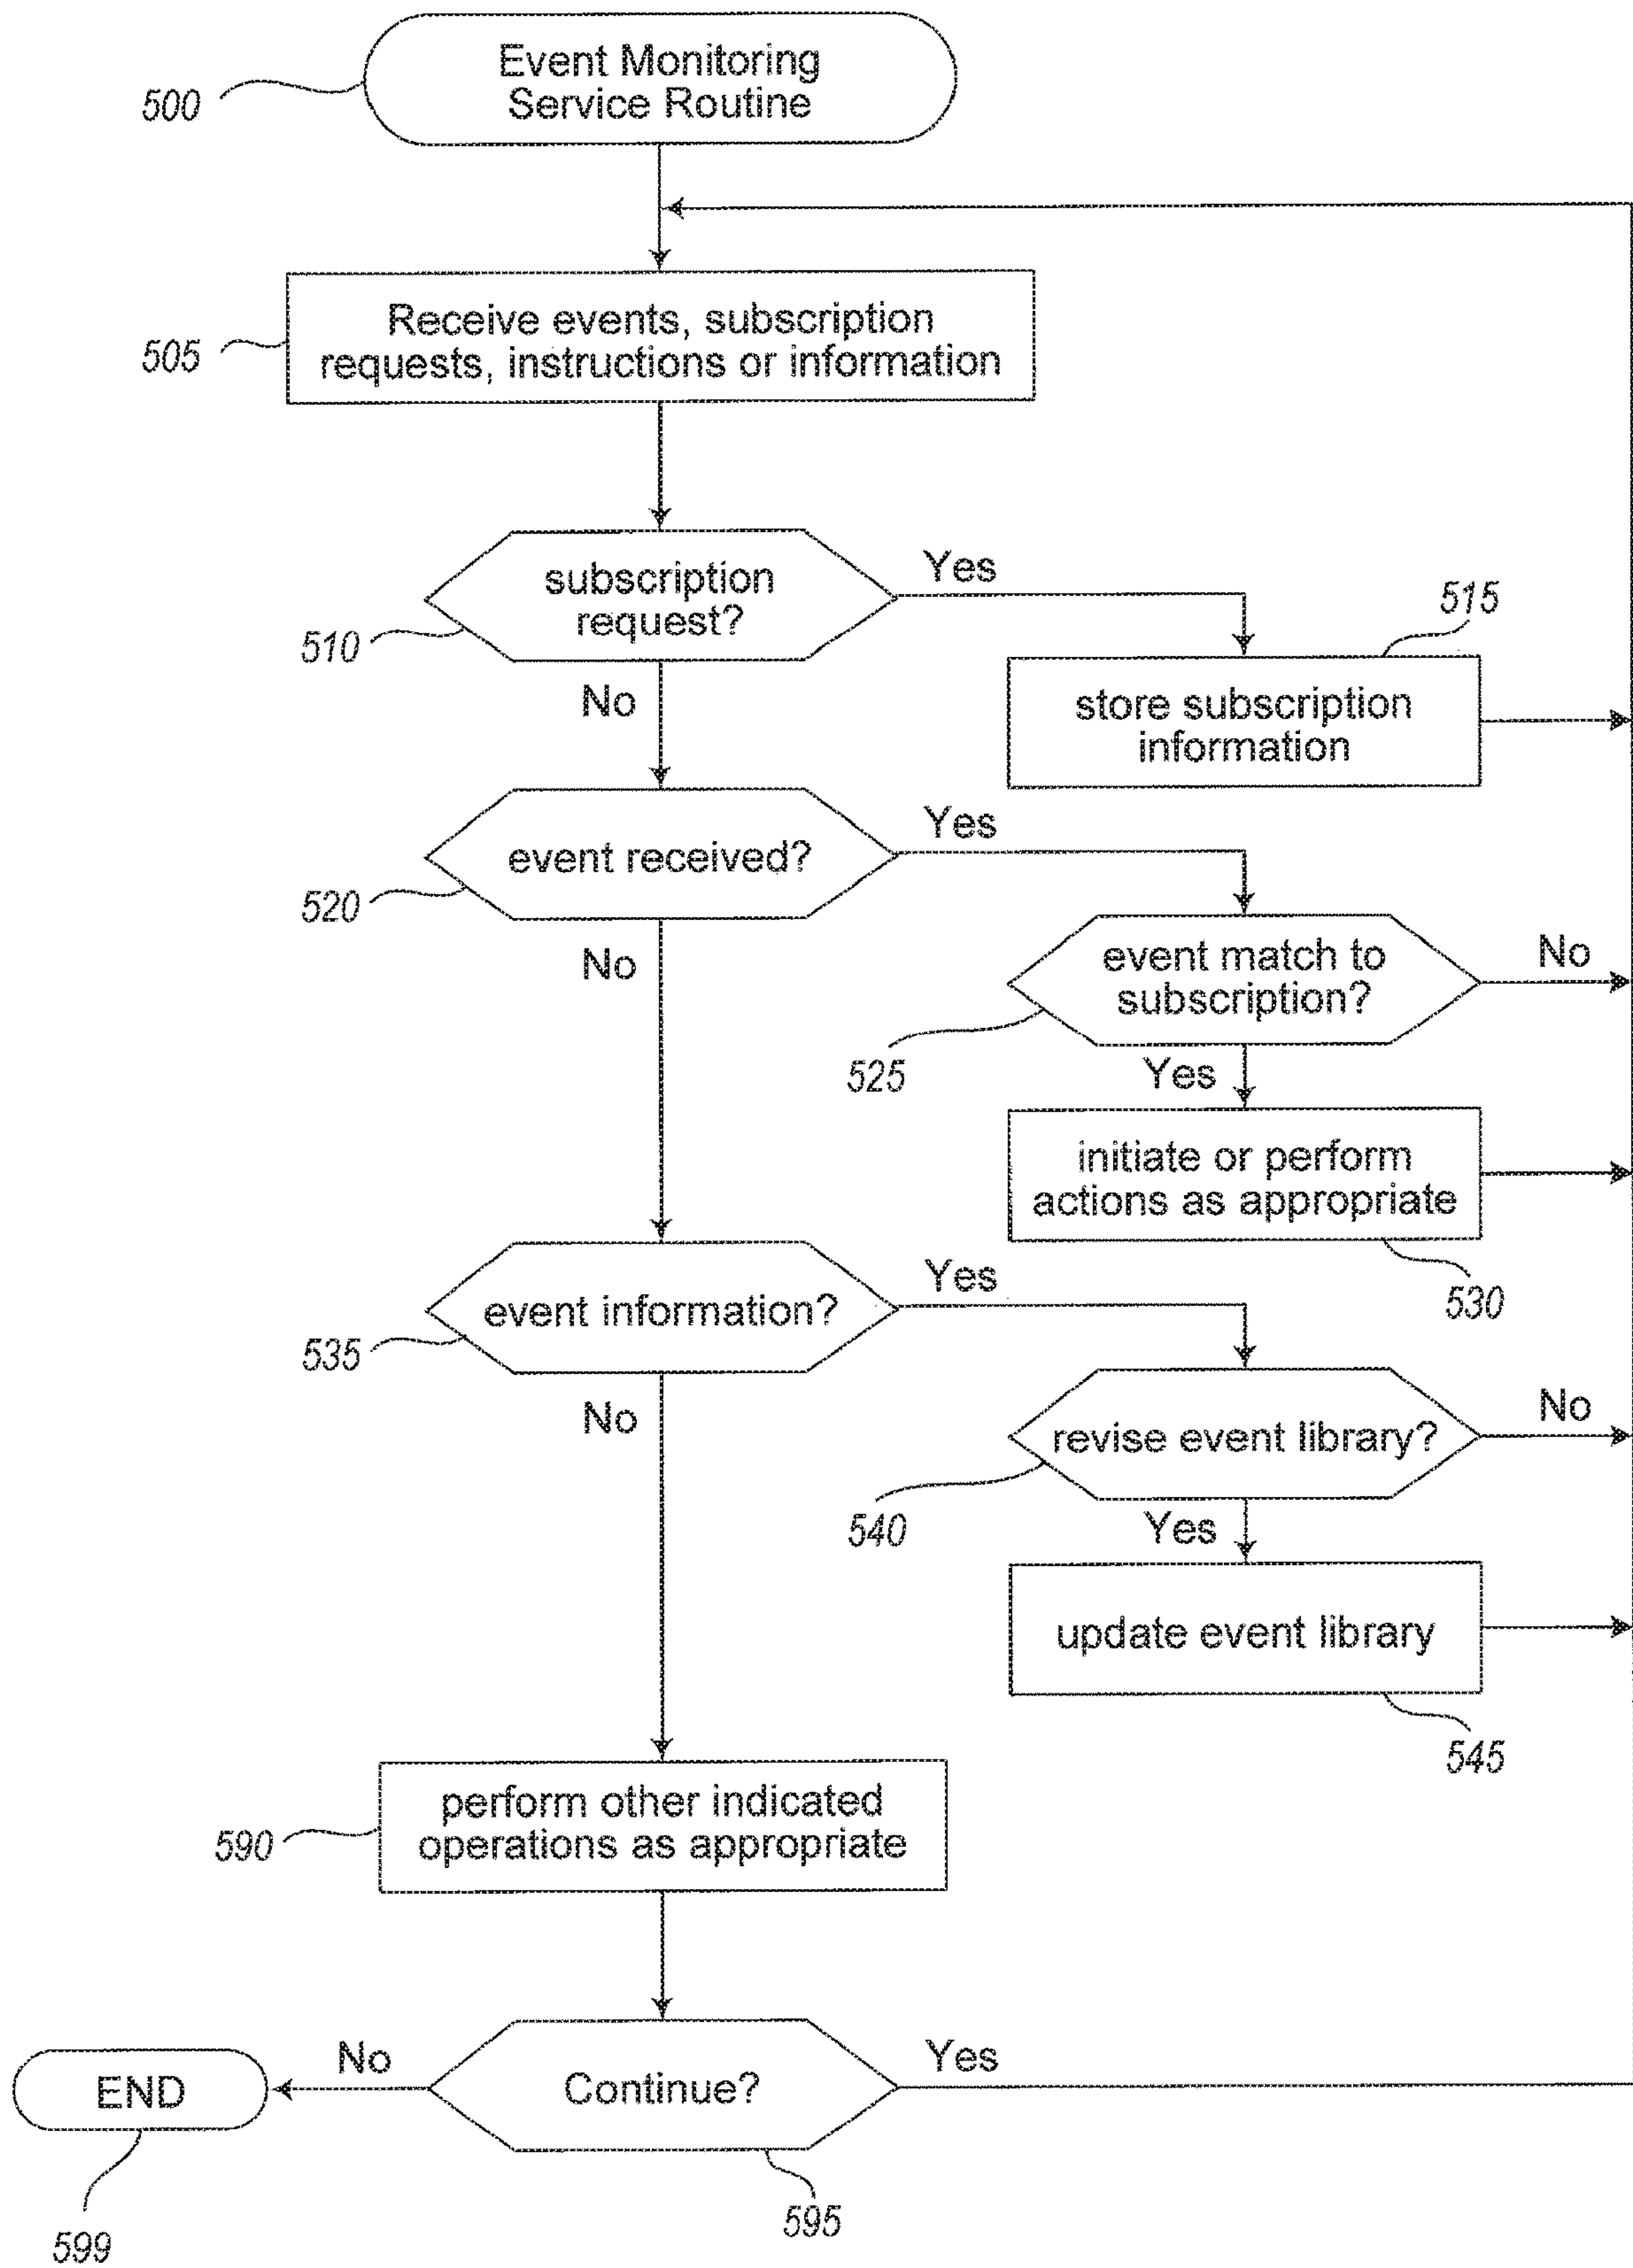 Event Monitoring
Service Routine
500
Receive events, subscription
requests, instructions or information
505
subscription
request?
510
Yes
No
515
store subscription
information
event received?
520
Yes
No
event match to
subscription?
525
No
Yes
initiate or perform
actions as appropriate
530
event information?
535
Yes
No
revise event library?
540
No
Yes
update event library
545
perform other indicated
operations as appropriate
590
Continue?
595
No
Yes
END
599